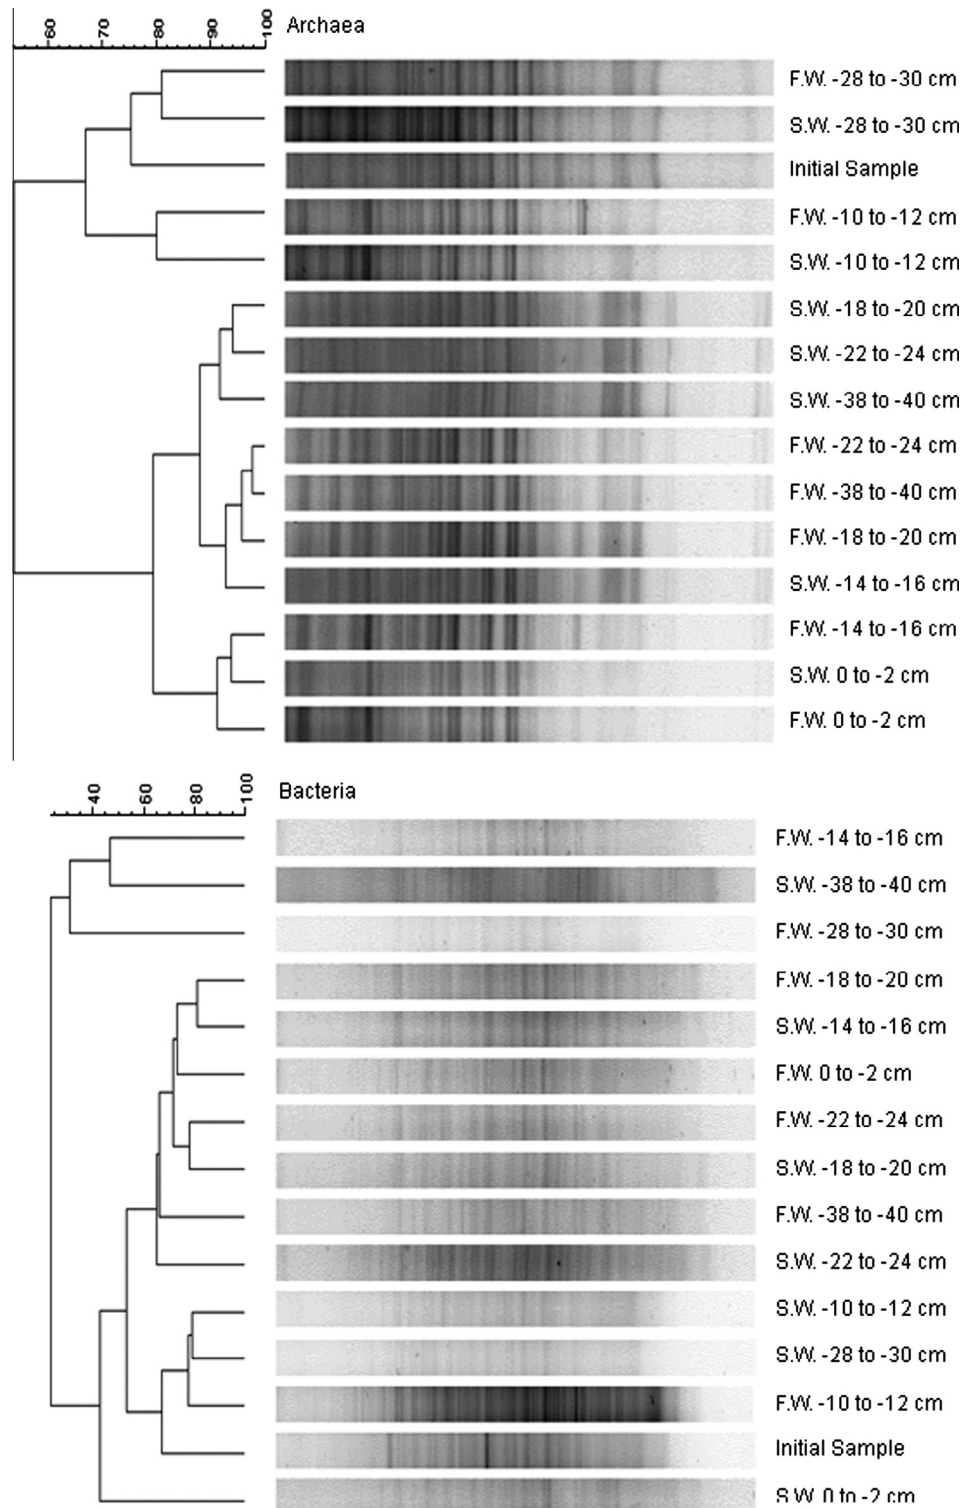 60 70 80 90 100 Archaea
F.W. -28 to -30 cm
S.W. -28 to -30 cm
Initial Sample
F.W. -10 to -12 cm
S.W. -10 to -12 cm
S.W. -18 to -20 cm
S.W. -22 to -24 cm
S.W. -38 to -40 cm
F.W. -22 to -24 cm
F.W. -38 to -40 cm
F.W. -18 to -20 cm
S.W. -14 to -16 cm
F.W. -14 to -16 cm
S.W. 0 to -2 cm
F.W. 0 to -2 cm
40 60 80 100 Bacteria
F.W. -14 to -16 cm
S.W. -38 to -40 cm
F.W. -28 to -30 cm
F.W. -18 to -20 cm
S.W. -14 to -16 cm
F.W. 0 to -2 cm
F.W. -22 to -24 cm
S.W. -18 to -20 cm
F.W. -38 to -40 cm
S.W. -22 to -24 cm
S.W. -10 to -12 cm
S.W. -28 to -30 cm
F.W. -10 to -12 cm
Initial Sample
S.W. 0 to -2 cm